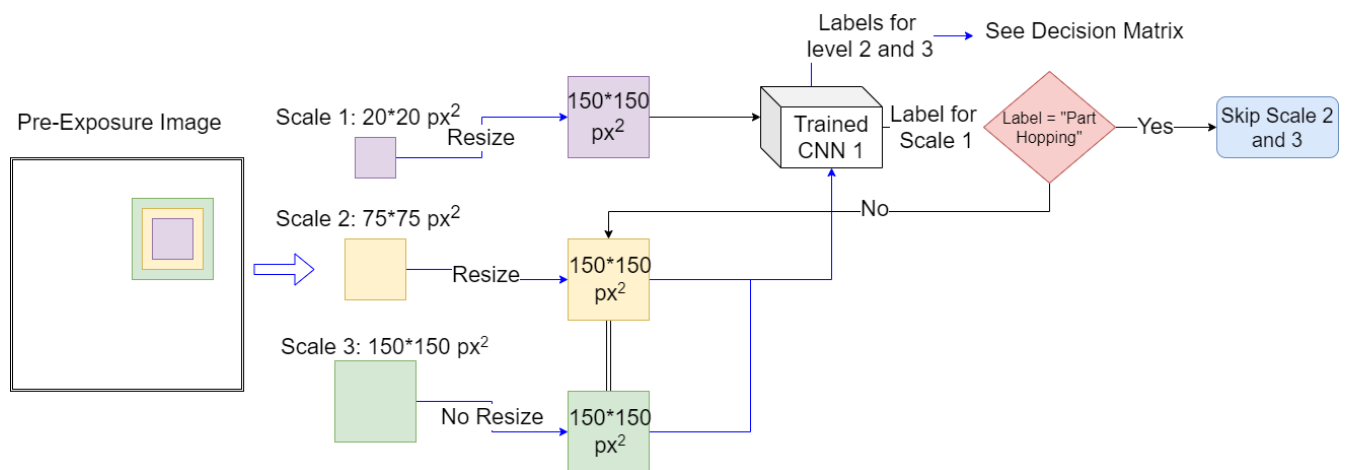 Labels for
level 2 and 3
See Decision Matrix
Pre-Exposure Image
Scale 1: 20*20 px²
Resize
150*150
px²
Trained
CNN 1
Label for
Scale 1
Label = "Part
Hopping"
Yes
Skip Scale 2
and 3
No
Scale 2: 75*75 px²
Resize
150*150
px²
Scale 3: 150*150 px²
No Resize
150*150
px²